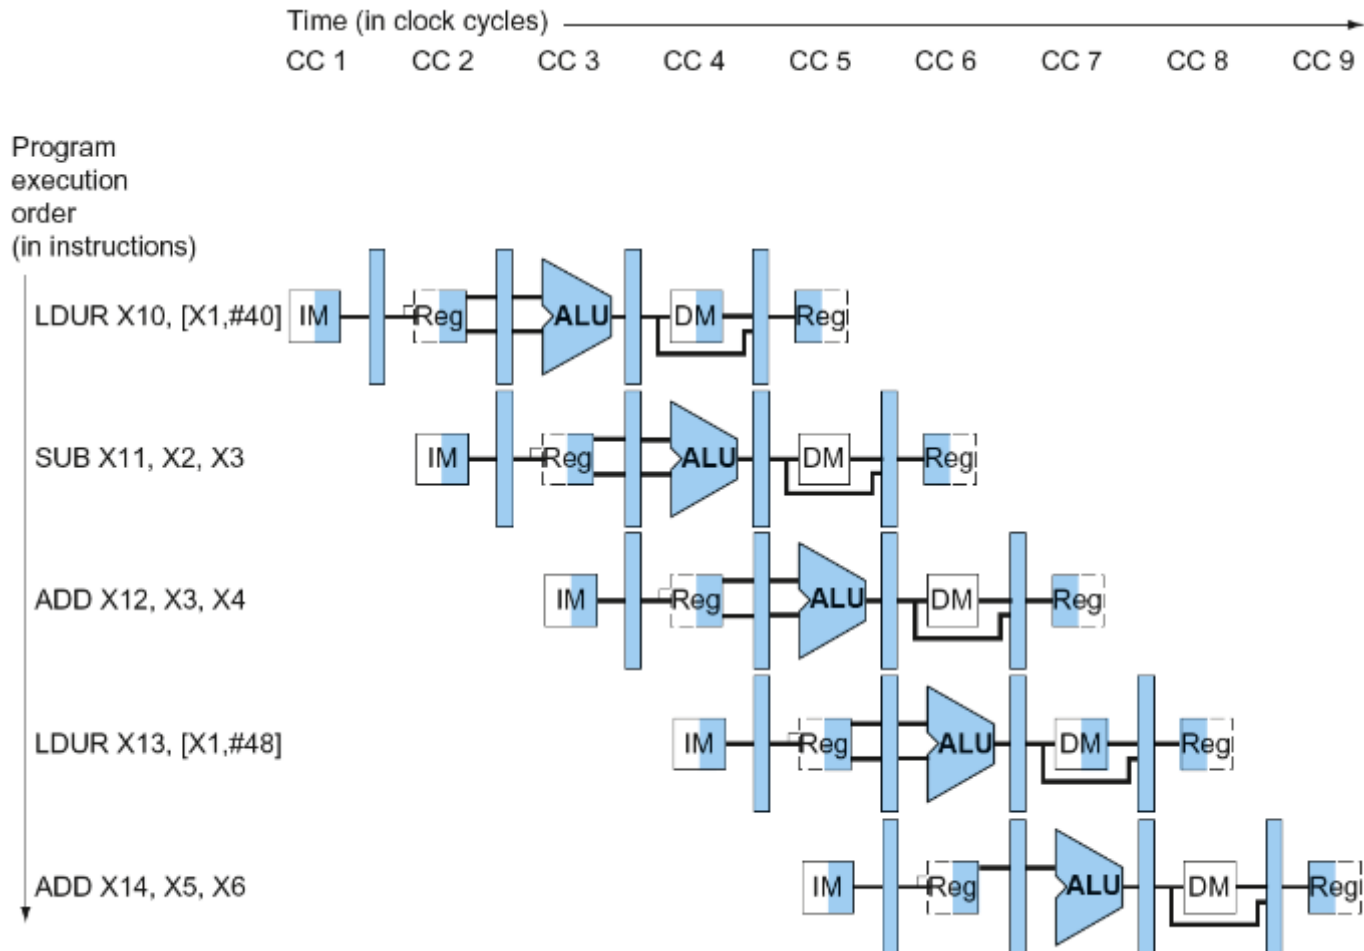 Time (in clock cycles)
CC 1 CC 2 CC 3 CC 4 CC 5 CC 6 CC 7 CC 8 CC 9
Program
execution
order
(in instructions)
LDUR X10, [X1,#40] IM Reg ALU DM Reg
SUB X11, X2, X3 IM Reg ALU DM Reg
ADD X12, X3, X4 IM Reg ALU DM Reg
LDUR X13, [X1,#48] IM Reg ALU DM Reg
ADD X14, X5, X6 IM Reg ALU DM Reg